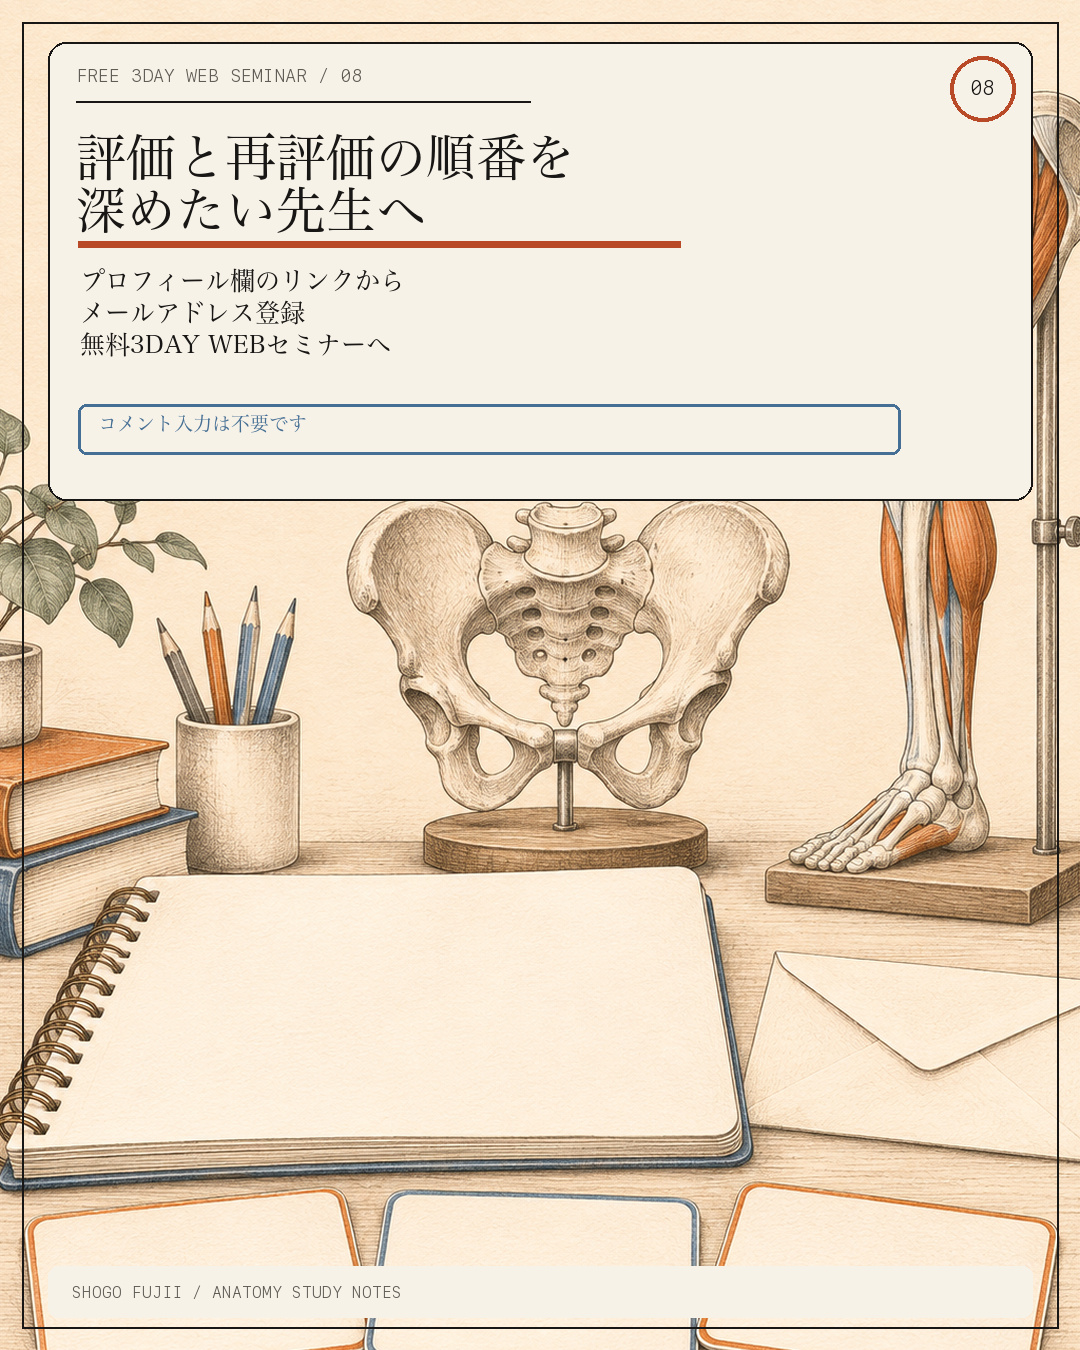 FREE 3DAY WEB SEMINAR / 08
08
評価と再評価の順番を
深めたい先生へ
プロフィール欄のリンクから
メールアドレス登録
無料3DAY WEBセミナーへ
コメント入力は不要です
SHOGO FUJII / ANATOMY STUDY NOTES